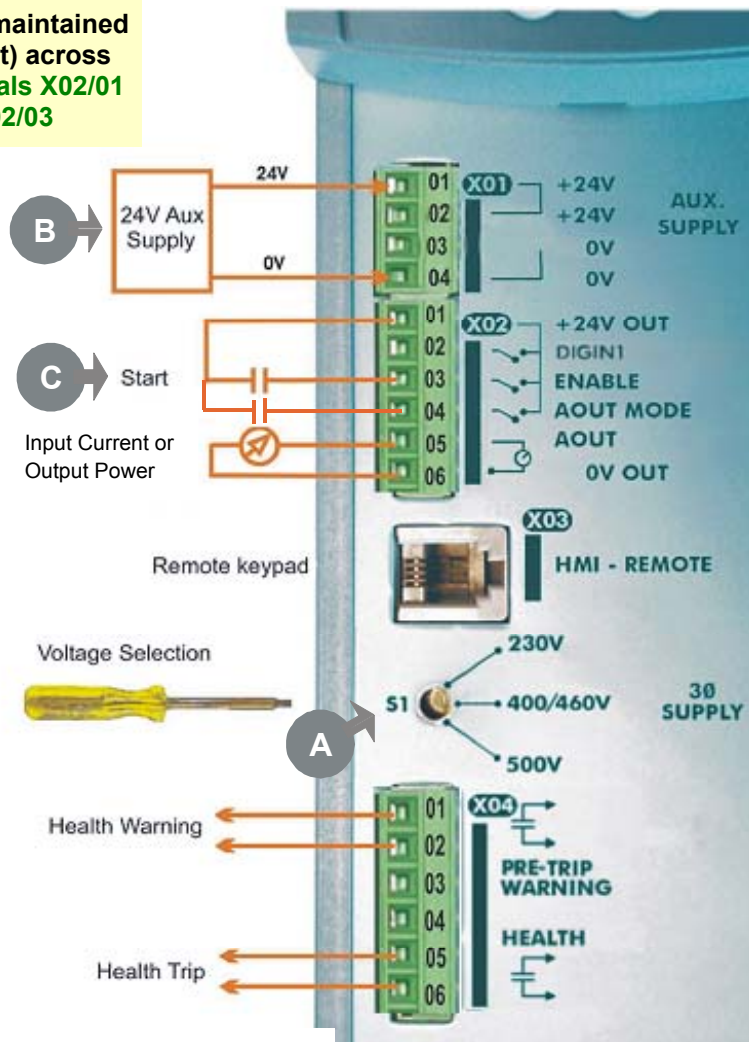 maintained
t) across
als X02/01
02/03
24V
B
24V Aux
Supply
0V
01
02
03
04
X01
+24V
+24V
0V
0V
AUX.
SUPPLY
C
Start
Input Current or
Output Power
01
02
03
04
05
06
X02
+24V OUT
DIGIN1
ENABLE
AOUT MODE
AOUT
0V OUT
Remote keypad
X03
HMI - REMOTE
Voltage Selection
A
S1
230V
400/460V
500V
3Ø
SUPPLY
Health Warning
Health Trip
01
02
03
04
05
06
X04
PRE-TRIP
WARNING
HEALTH